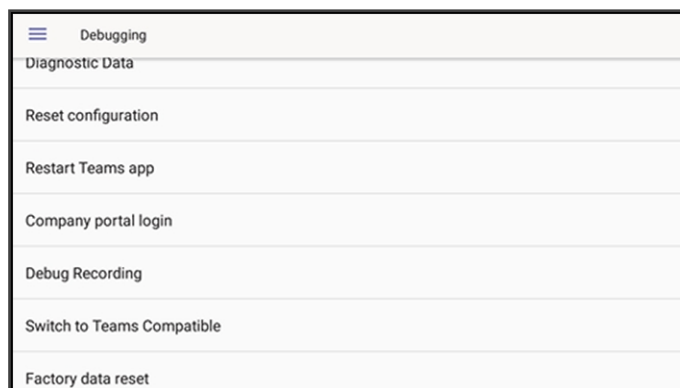 Debugging
Diagnostic Data
Reset configuration
Restart Teams app
Company portal login
Debug Recording
Switch to Teams Compatible
Factory data reset